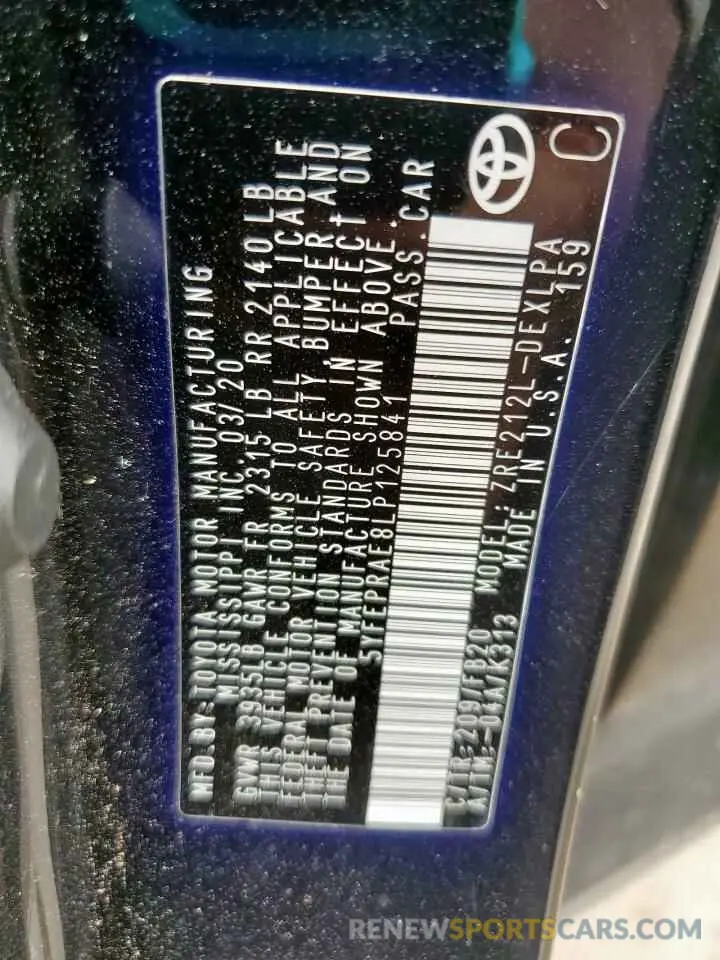 MFD BY: TOYOTA MOTOR MANUFACTURING
MISSISSIPPI INC. 03/20
GVWR 3935LB GAWR FR 2315 LB RR 2140 LB
THIS VEHICLE CONFORMS TO ALL APPLICABLE
FEDERAL MOTOR VEHICLE SAFETY, BUMPER AND
THEFT PREVENTION STANDARDS IN EFFECT ON
THE DATE OF MANUFACTURE SHOWN ABOVE.
5YFEPRAE8LP125841 PASS.CAR
C/TR: 209/FB20 MODEL: ZRE212L-DEXLPA
A/TM: -04A/K313 MADE IN U.S.A. 159
C
RENEWSPORTSCARS.COM